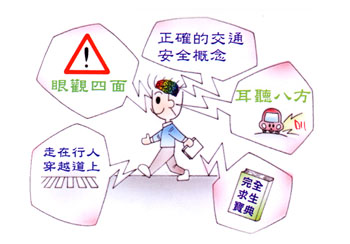 正確的交通
安全概念
眼觀四面
耳聽八方
走在行人
穿越道上
完全
求生
寶典